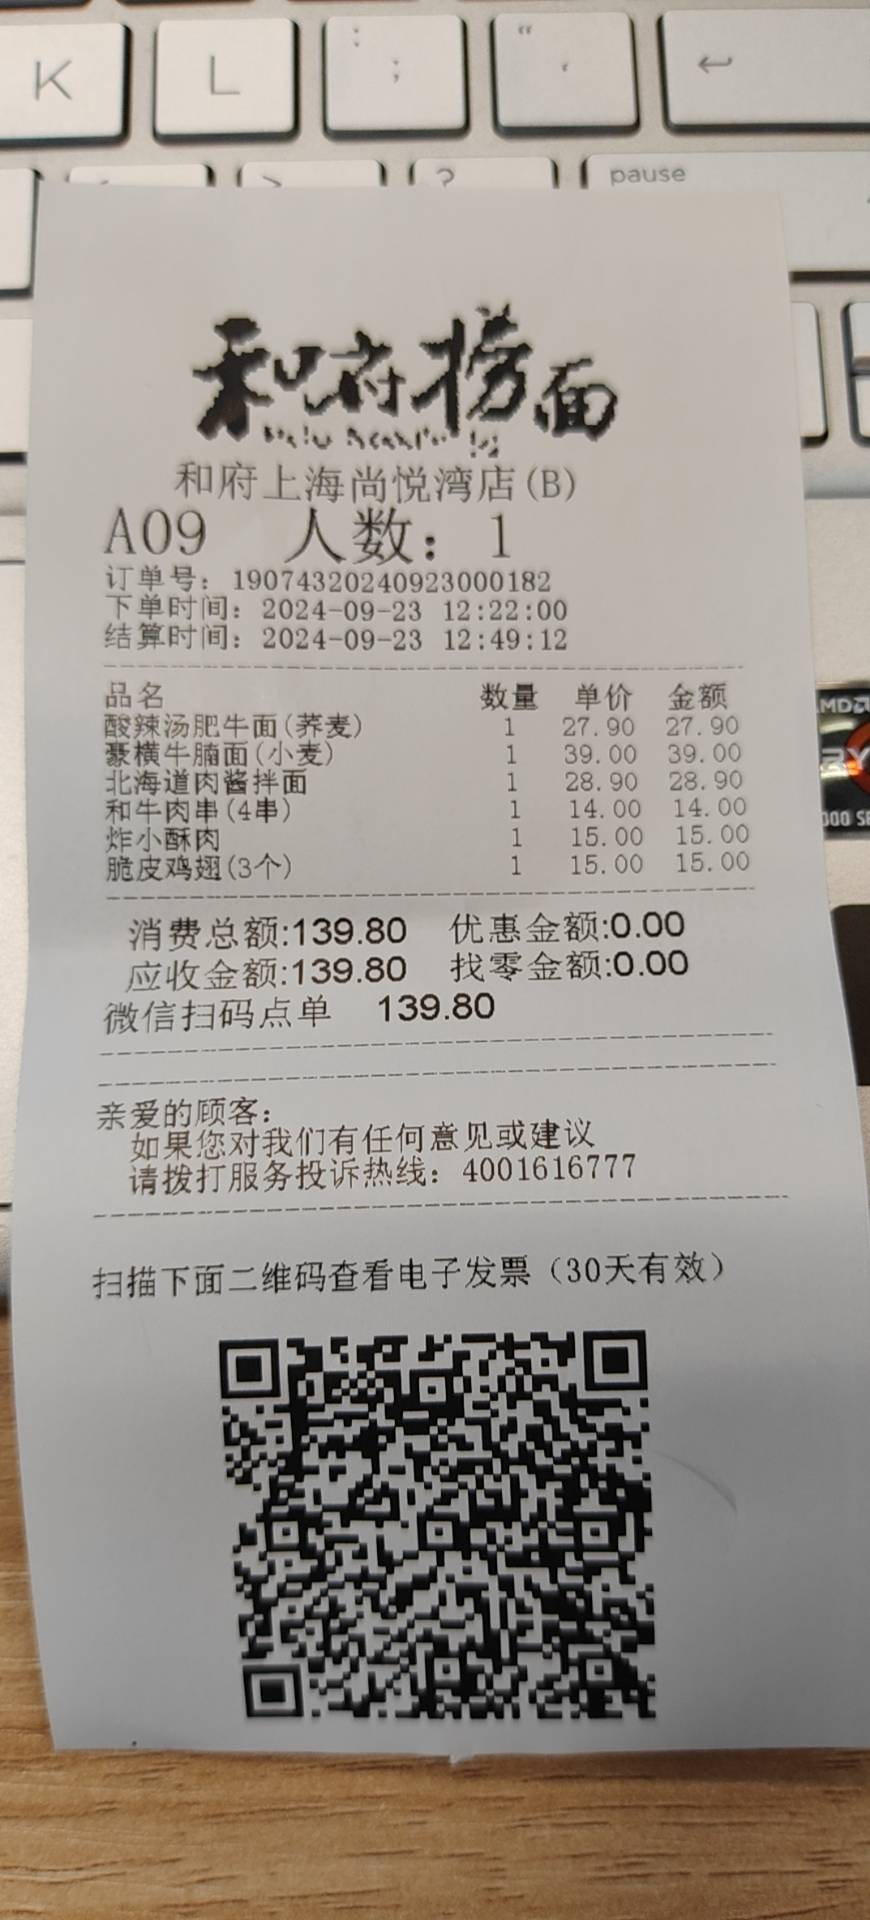 K L : ; " ' ←
< > ? pause
和府捞面
和府上海尚悦湾店(B)
A09 人数: 1
订单号: 19074320240923000182
下单时间: 2024-09-23 12:22:00
结算时间: 2024-09-23 12:49:12
品名 数量 单价 金额
酸辣汤肥牛面(荞麦) 1 27.90 27.90
豪横牛腩面(小麦) 1 39.00 39.00
北海道肉酱拌面 1 28.90 28.90
和牛肉串(4串) 1 14.00 14.00
炸小酥肉 1 15.00 15.00
脆皮鸡翅(3个) 1 15.00 15.00
消费总额:139.80 优惠金额:0.00
应收金额:139.80 找零金额:0.00
微信扫码点单 139.80
亲爱的顾客:
如果您对我们有任何意见或建议
请拨打服务投诉热线: 4001616777
扫描下面二维码查看电子发票（30天有效）